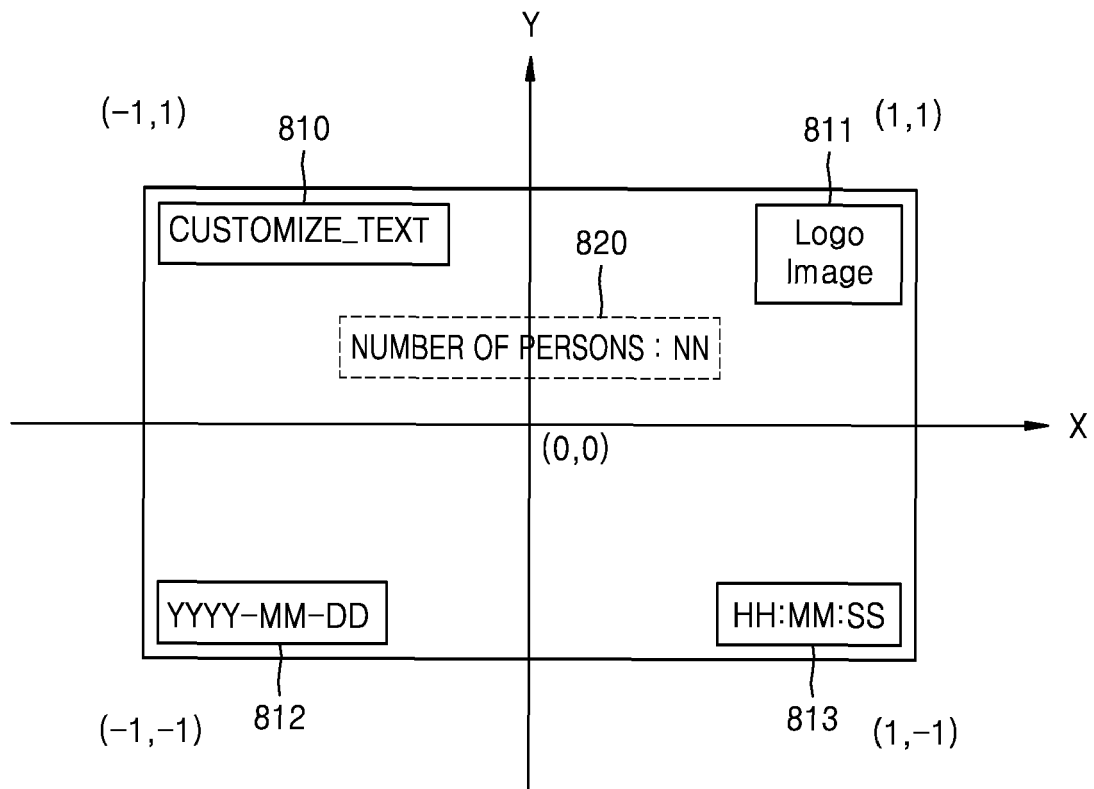 Y
(-1,1)
810
811
(1,1)
CUSTOMIZE_TEXT
Logo
Image
820
NUMBER OF PERSONS : NN
X
(0,0)
YYYY-MM-DD
HH:MM:SS
812
813
(-1,-1)
(1,-1)